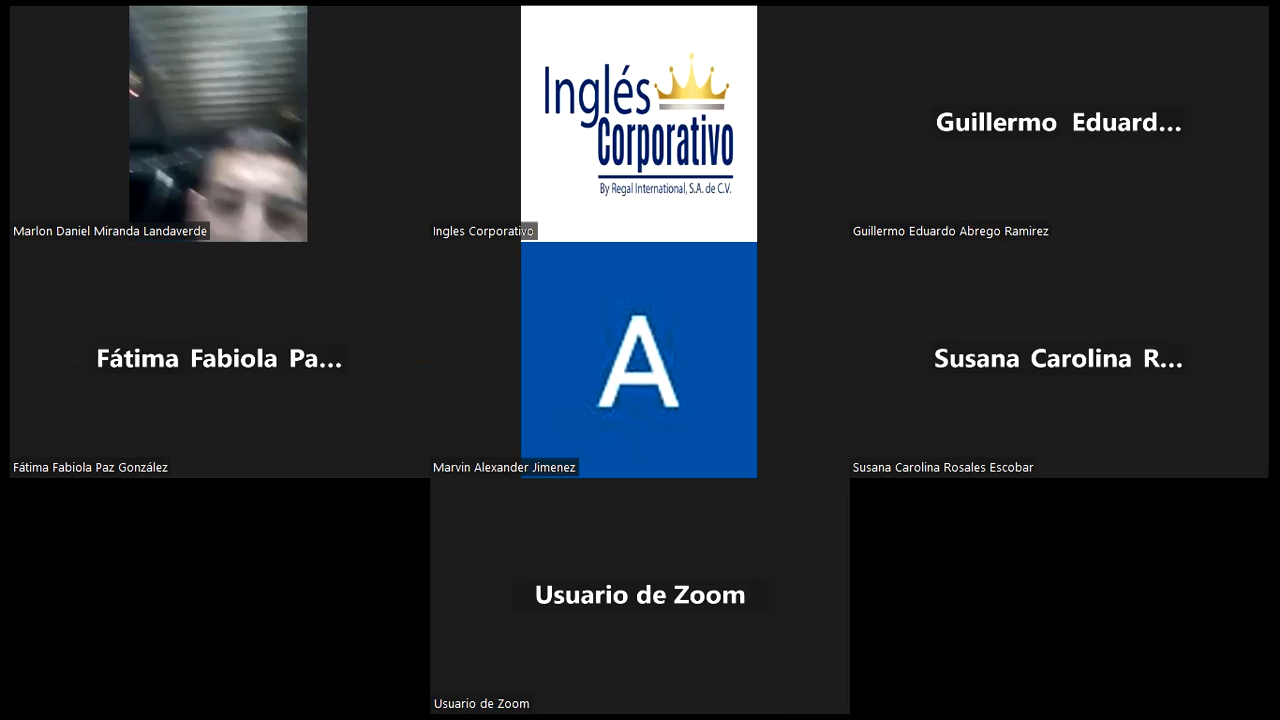 Inglés
Corporativo
By Regal International, S.A. de C.V.
Guillermo Eduard...
Marlon Daniel Miranda Landaverde
Ingles Corporativo
Guillermo Eduardo Abrego Ramirez
Fátima Fabiola Pa...
A
Susana Carolina R...
Fátima Fabiola Paz González
Marvin Alexander Jimenez
Susana Carolina Rosales Escobar
Usuario de Zoom
Usuario de Zoom